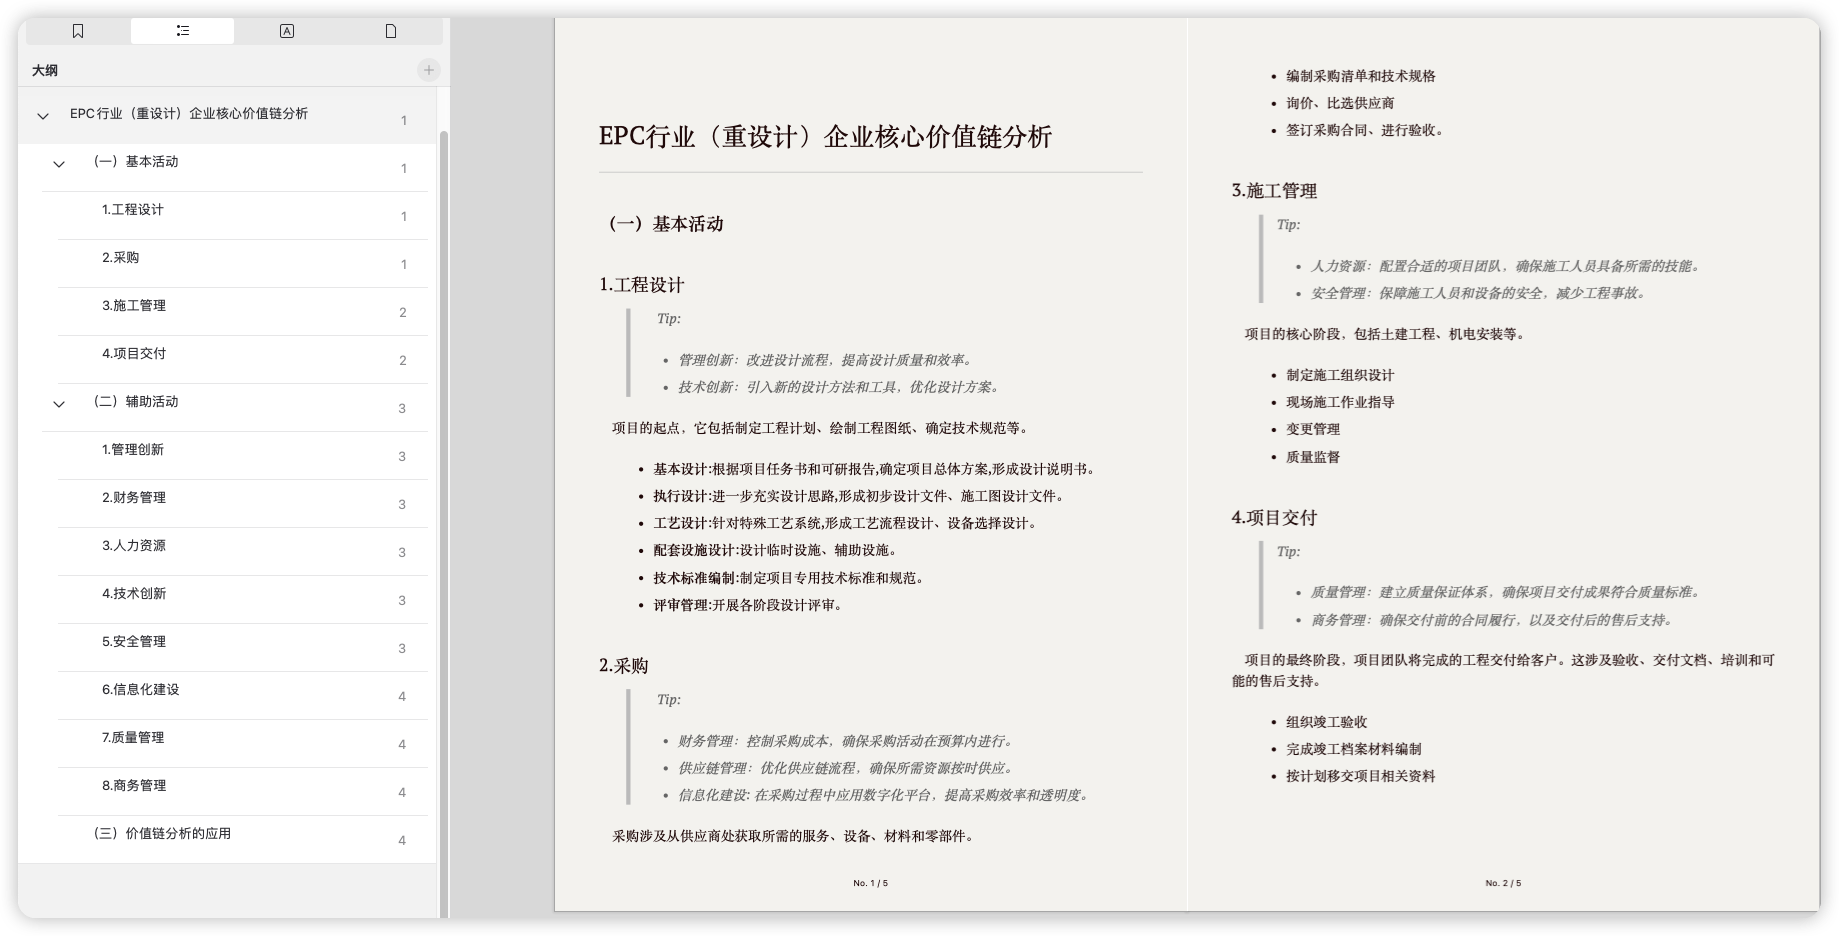 大纲
EPC行业（重设计）企业核心价值链分析 1
（一）基本活动 1
1.工程设计 1
2.采购 1
3.施工管理 2
4.项目交付 2
（二）辅助活动 3
1.管理创新 3
2.财务管理 3
3.人力资源 3
4.技术创新 3
5.安全管理 3
6.信息化建设 4
7.质量管理 4
8.商务管理 4
（三）价值链分析的应用 4
EPC行业（重设计）企业核心价值链分析
（一）基本活动
1.工程设计
Tip:
• 管理创新：改进设计流程，提高设计质量和效率。
• 技术创新：引入新的设计方法和工具，优化设计方案。
项目的起点，它包括制定工程计划、绘制工程图纸、确定技术规范等。
• 基本设计:根据项目任务书和可研报告,确定项目总体方案,形成设计说明书。
• 执行设计:进一步充实设计思路,形成初步设计文件、施工图设计文件。
• 工艺设计:针对特殊工艺系统,形成工艺流程设计、设备选择设计。
• 配套设施设计:设计临时设施、辅助设施。
• 技术标准编制:制定项目专用技术标准和规范。
• 评审管理:开展各阶段设计评审。
2.采购
Tip:
• 财务管理：控制采购成本，确保采购活动在预算内进行。
• 供应链管理：优化供应链流程，确保所需资源按时供应。
• 信息化建设: 在采购过程中应用数字化平台，提高采购效率和透明度。
采购涉及从供应商处获取所需的服务、设备、材料和零部件。
No. 1 / 5
• 编制采购清单和技术规格
• 询价、比选供应商
• 签订采购合同、进行验收。
3.施工管理
Tip:
• 人力资源：配置合适的项目团队，确保施工人员具备所需的技能。
• 安全管理：保障施工人员和设备的安全，减少工程事故。
项目的核心阶段，包括土建工程、机电安装等。
• 制定施工组织设计
• 现场施工作业指导
• 变更管理
• 质量监督
4.项目交付
Tip:
• 质量管理：建立质量保证体系，确保项目交付成果符合质量标准。
• 商务管理：确保交付前的合同履行，以及交付后的售后支持。
项目的最终阶段，项目团队将完成的工程交付给客户。这涉及验收、交付文档、培训和可
能的售后支持。
• 组织竣工验收
• 完成竣工档案材料编制
• 按计划移交项目相关资料
No. 2 / 5